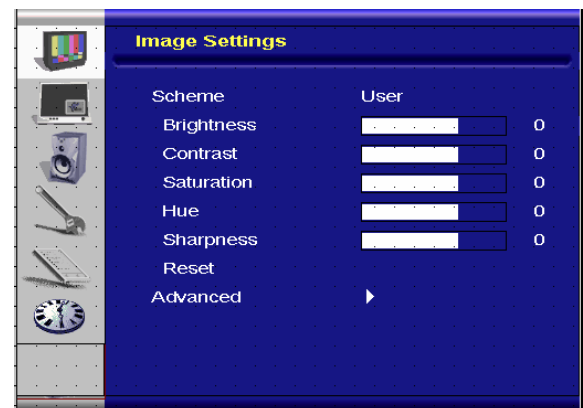 Image Settings
Scheme User
Brightness 0
Contrast 0
Saturation 0
Hue 0
Sharpness 0
Reset
Advanced